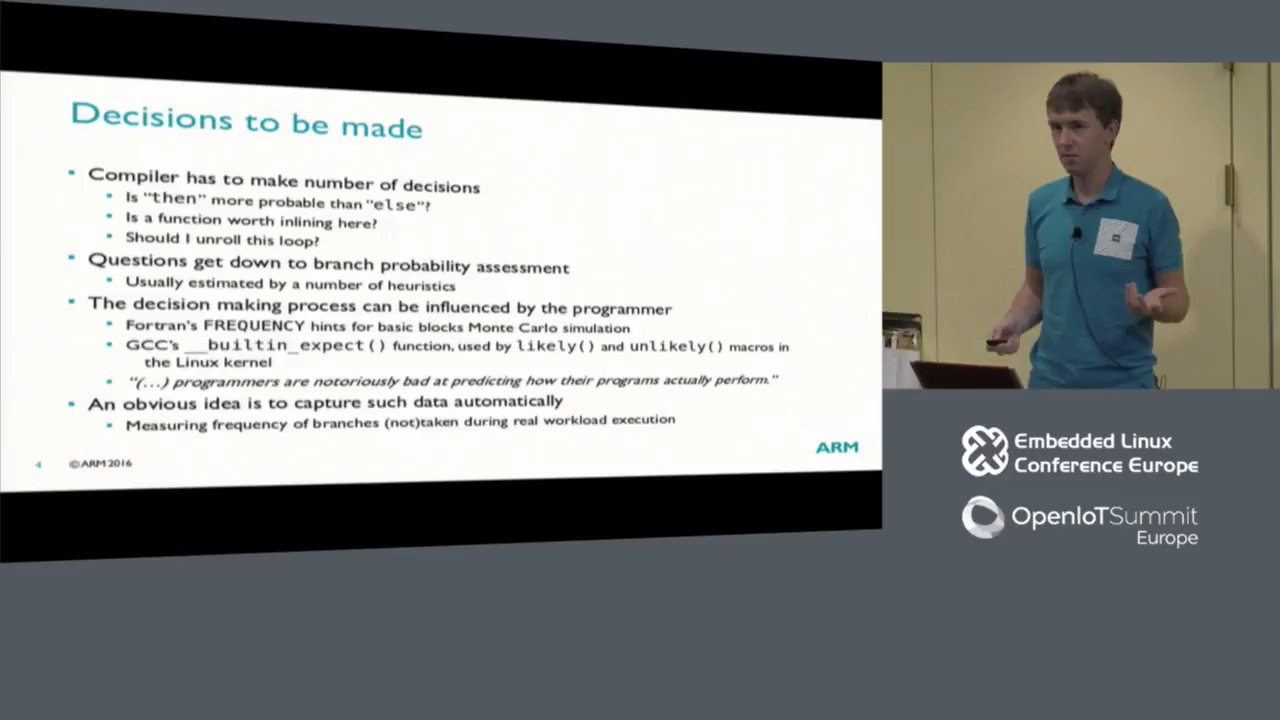 Decisions to be made
Compiler has to make number of decisions
Is "then" more probable than "else"?
Is a function worth inlining here?
Should I unroll this loop?
Questions get down to branch probability assessment
Usually estimated by a number of heuristics
The decision making process can be influenced by the programmer
Fortran's FREQUENCY hints for basic blocks Monte Carlo simulation
GCC's __builtin_expect() function, used by likely() and unlikely() macros in
the Linux kernel
"(...) programmers are notoriously bad at predicting how their programs actually perform."
An obvious idea is to capture such data automatically
Measuring frequency of branches (not)taken during real workload execution
4 ©ARM 2016
ARM
Embedded Linux
Conference Europe
OpenIoTSummit
Europe